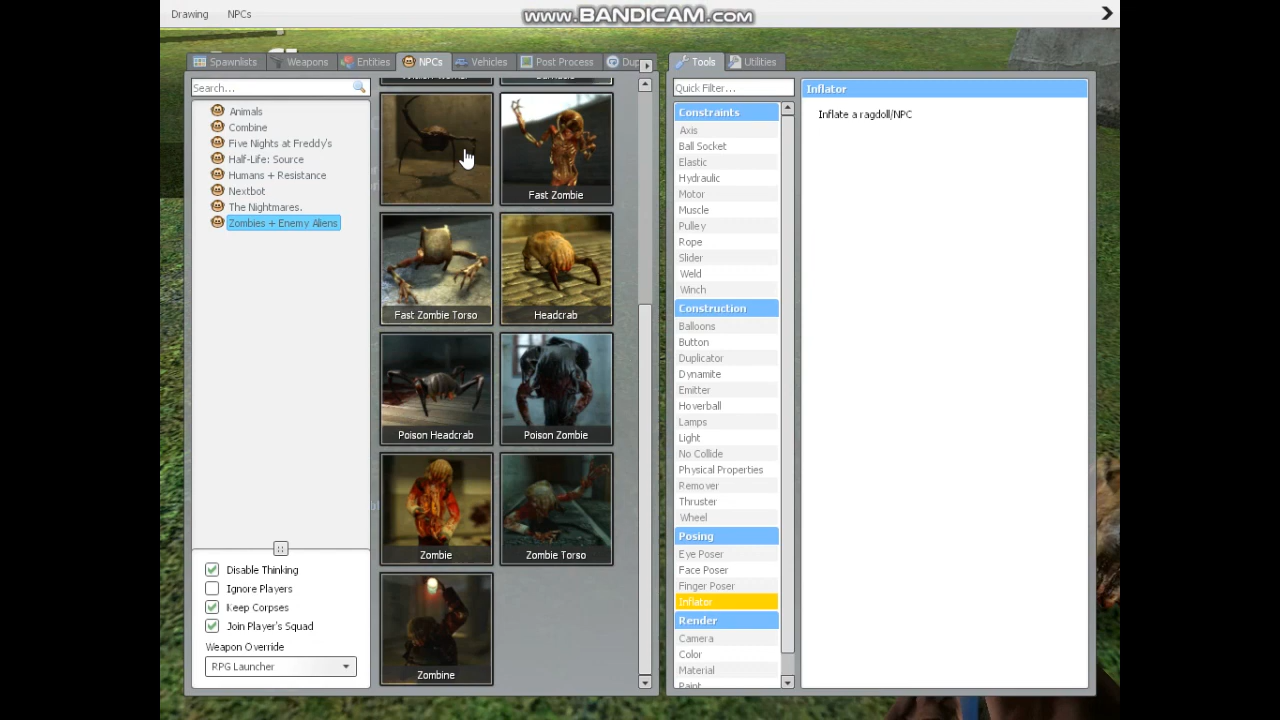 Drawing NPCs
www.BANDICAM.com
Spawnlists Weapons Entities NPCs Vehicles Post Process Dup
Tools Utilities
Search...
Animals
Combine
Five Nights at Freddy's
Half-Life: Source
Humans + Resistance
Nextbot
The Nightmares.
Zombies + Enemy Aliens
Disable Thinking
Ignore Players
Keep Corpses
Join Player's Squad
Weapon Override
RPG Launcher
Fast Zombie
Fast Zombie Torso
Headcrab
Poison Headcrab
Poison Zombie
Zombie
Zombie Torso
Zombine
Quick Filter...
Constraints
Axis
Ball Socket
Elastic
Hydraulic
Motor
Muscle
Pulley
Rope
Slider
Weld
Winch
Construction
Balloons
Button
Duplicator
Dynamite
Emitter
Hoverball
Lamps
Light
No Collide
Physical Properties
Remover
Thruster
Wheel
Posing
Eye Poser
Face Poser
Finger Poser
Inflator
Render
Camera
Color
Material
Paint
Inflator
Inflate a ragdoll/NPC